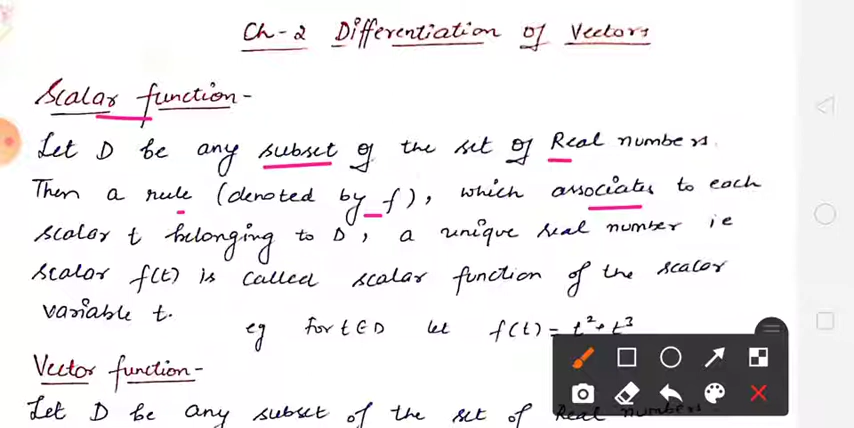 Ch-2 Differentiation of Vectors
Scalar function-
Let D be any subset of the set of Real numbers.
Then a rule (denoted by f), which associates to each
scalar t belonging to D, a unique real number ie
scalar f(t) is called scalar function of the scalar
variable t.
eg For t ∈ D let f(t) = t²+ t³
Vector function-
Let D be any subset of the set of Real numbers.